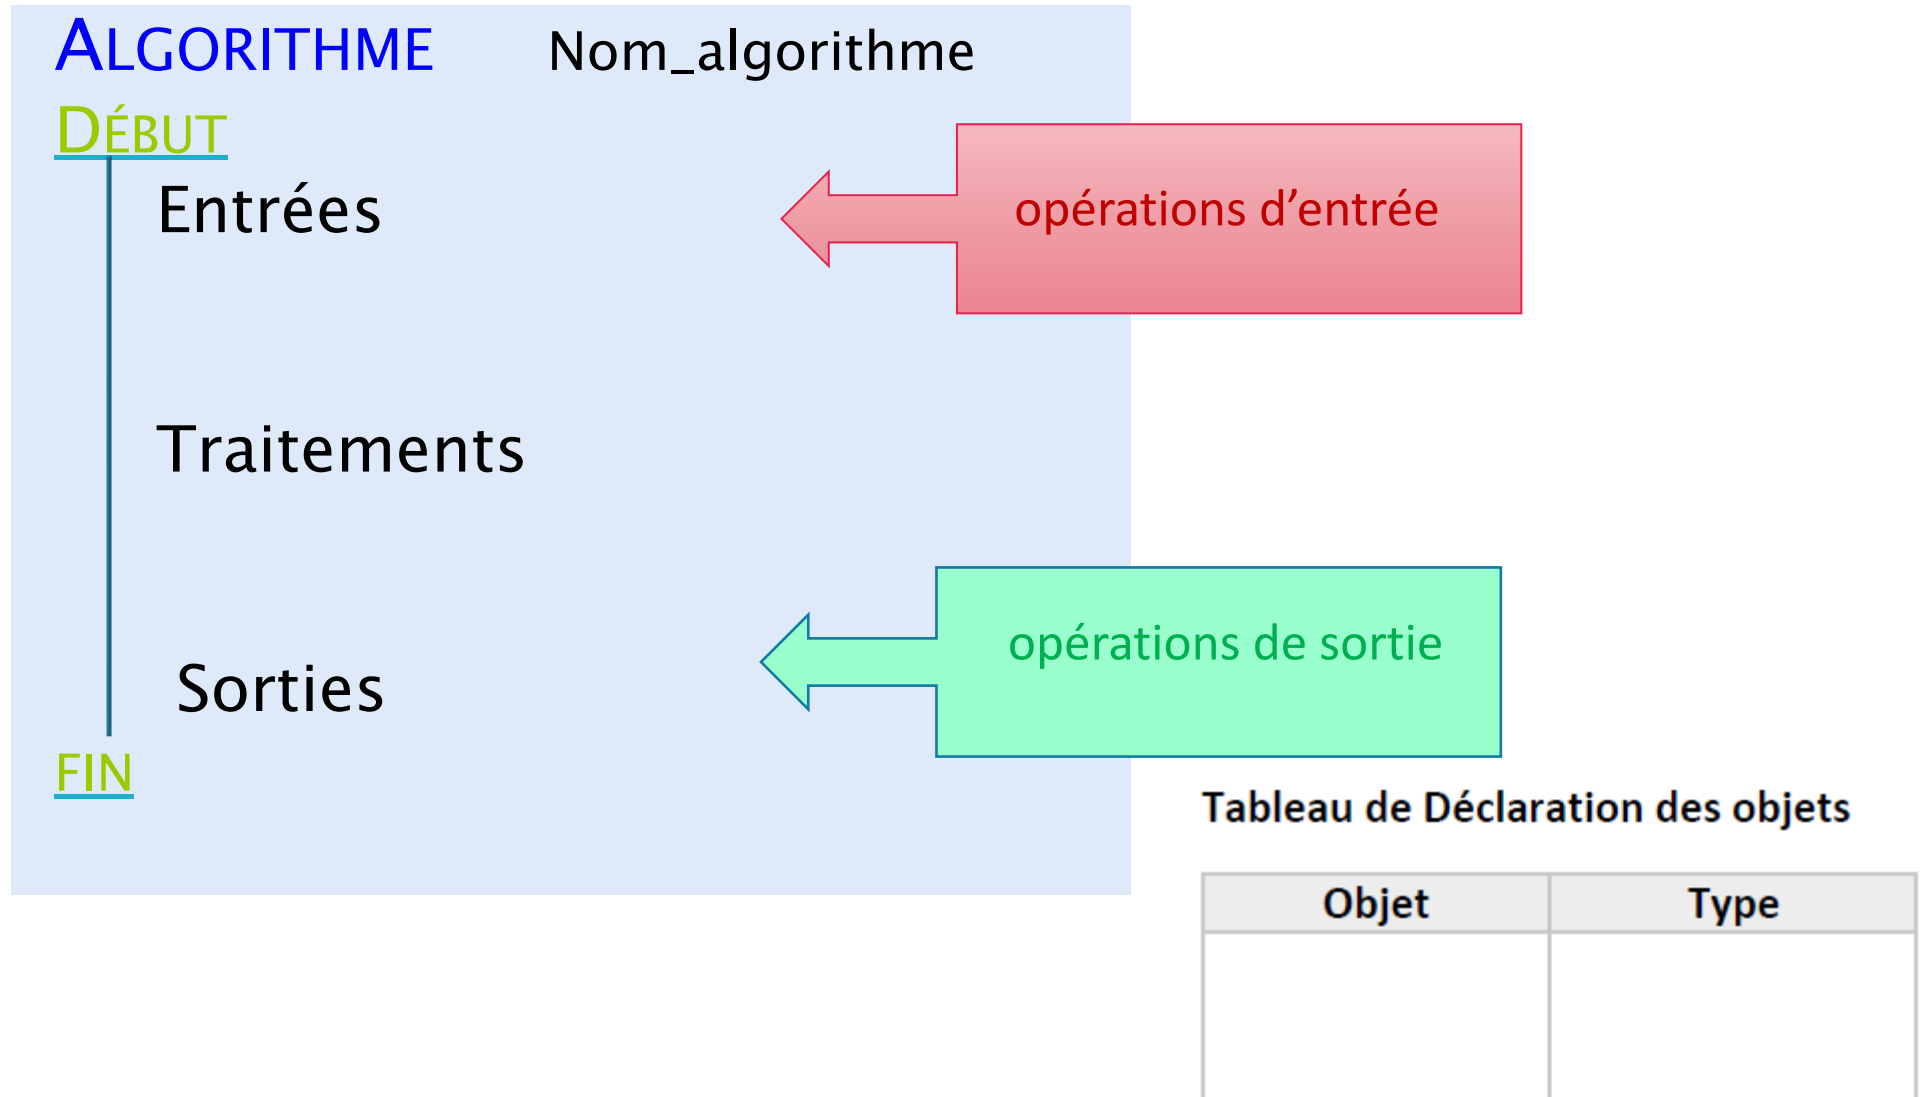 ALGORITHME Nom_algorithme
DÉBUT
Entrées
opérations d’entrée
Traitements
opérations de sortie
Sorties
FIN
Tableau de Déclaration des objets
Objet Type